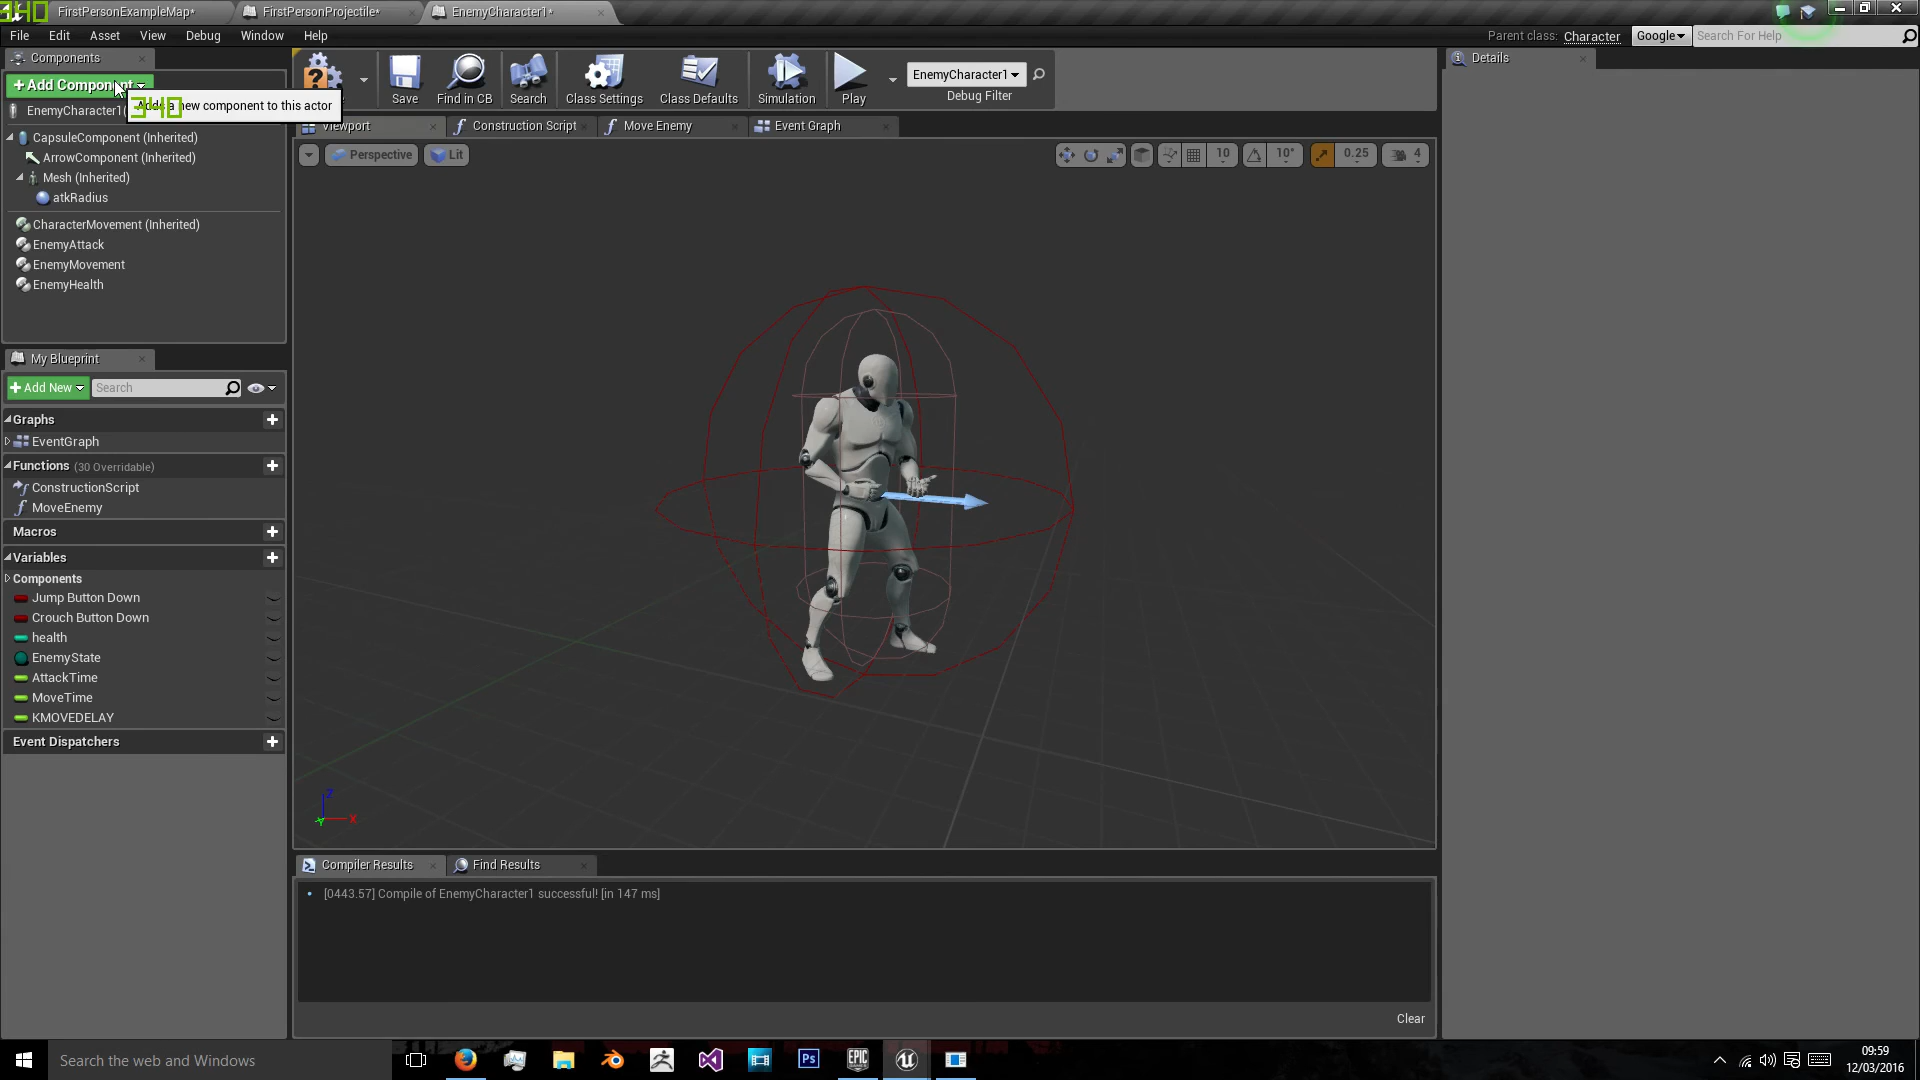 340
FirstPersonExampleMap*
FirstPersonProjectile*
EnemyCharacter1*
File Edit Asset View Debug Window Help
Parent class: Character
Google
Search For Help
Components
+ Add Component
EnemyCharacter1(
340
new component to this actor
CapsuleComponent (Inherited)
ArrowComponent (Inherited)
Mesh (Inherited)
atkRadius
CharacterMovement (Inherited)
EnemyAttack
EnemyMovement
EnemyHealth
My Blueprint
+ Add New
Search
Graphs
EventGraph
Functions (30 Overridable)
ConstructionScript
MoveEnemy
Macros
Variables
Components
Jump Button Down
Crouch Button Down
health
EnemyState
AttackTime
MoveTime
KMOVEDELAY
Event Dispatchers
Save
Find in CB
Search
Class Settings
Class Defaults
Simulation
Play
EnemyCharacter1
Debug Filter
Viewport
Construction Script
Move Enemy
Event Graph
Perspective
Lit
10
10°
0.25
4
Z
X
Y
Compiler Results
Find Results
[0443.57] Compile of EnemyCharacter1 successful! [in 147 ms]
Clear
Details
Search the web and Windows
Ps
EPIC
09:59
12/03/2016